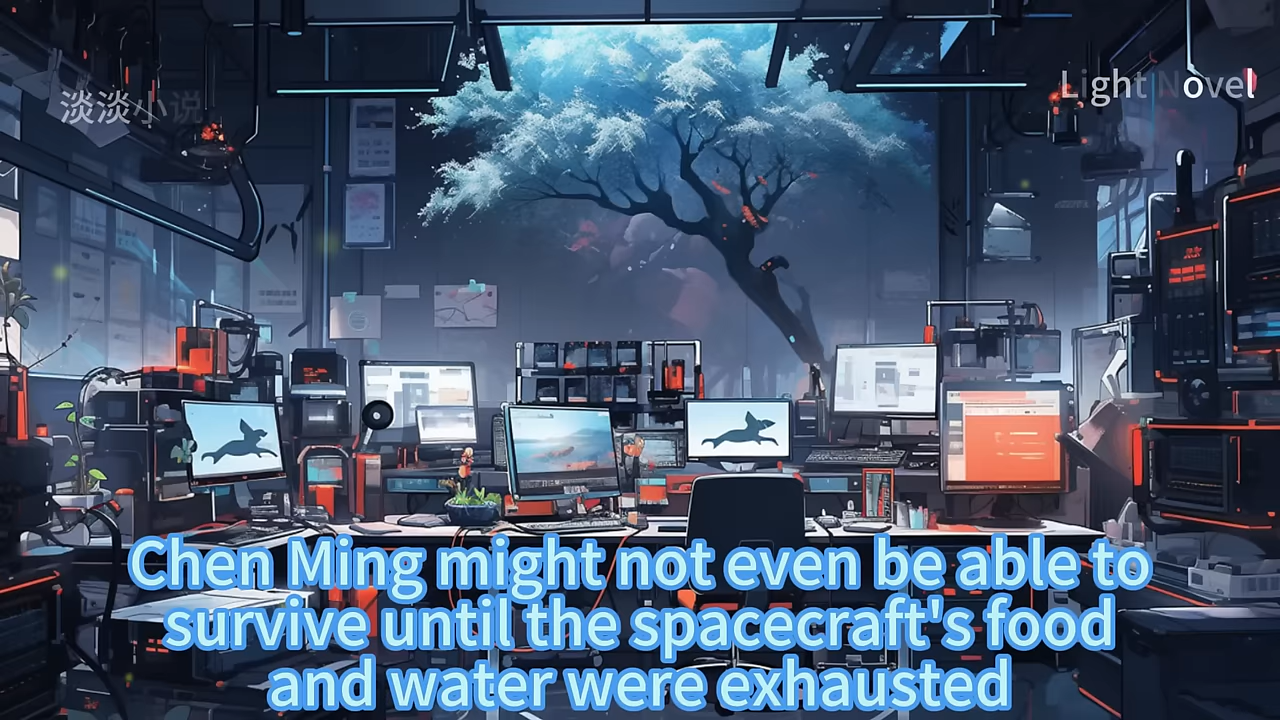 淡淡小说
Light Novel
Chen Ming might not even be able to
survive until the spacecraft's food
and water were exhausted